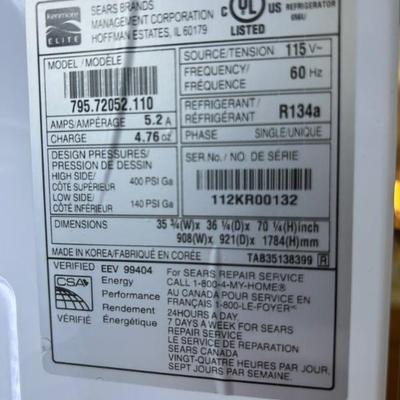 Kenmore
ELITE
SEARS BRANDS
MANAGEMENT CORPORATION
HOFFMAN ESTATES, IL 60179
C UL US
LISTED
REFRIGERATOR
MODEL / MODÈLE
795.72052.110
AMPS/AMPÉRAGE 5.2 A
CHARGE 4.76 oz
SOURCE/TENSION 115 V~
FREQUENCY/
FRÉQUENCE 60 Hz
REFRIGERANT/
RÉFRIGÉRANT R134a
PHASE SINGLE/UNIQUE
DESIGN PRESSURES/
PRESSION DE DESSIN
HIGH SIDE/
CÔTÉ SUPÉRIEUR 400 PSI Ga
LOW SIDE/
CÔTÉ INFÉRIEUR 140 PSI Ga
SER.No./ NO. DE SÉRIE
112KR00132
DIMENSIONS 35 ¾(W)x 36 ¼(D)x 70 ¼(H)inch
908(W)x 921(D)x 1784(H)mm
MADE IN KOREA/FABRIQUÉ EN CORÉE TAB35138399 R
VERIFIED EEV 99404
CSA
VÉRIFIÉ
Energy
Performance
Rendement
Énergétique
For SEARS REPAIR SERVICE
CALL 1-800-4-MY-HOME®
AU CANADA POUR SERVICE EN
FRANÇAIS 1-800-LE-FOYER™
24HOURS A DAY,
7 DAYS A WEEK FOR SEARS
REPAIR SERVICE
LE SERVICE DE RÉPARATION
SEARS CANADA
VINGT-QUATRE HEURES PAR JOUR,
SEPT JOURS PAR SEMAINE.